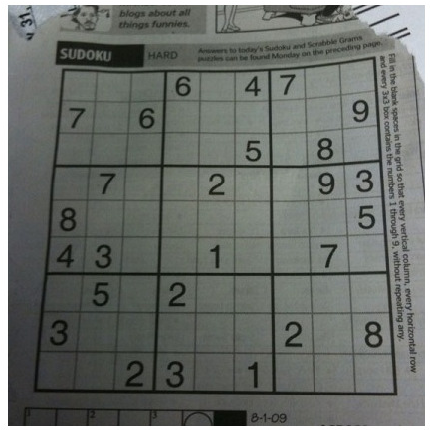 blogs about all
things funnies.
SUDOKU HARD Answers to today's Sudoku and Scrabble Grams
puzzles can be found Monday on the preceding page.
6 4 7
7 6 9
5 8
7 2 9 3
8 5
4 3 1 7
5 2
3 2 8
2 3 1
Fill in the blank spaces in the grid so that every vertical column, every horizontal row
and every 3x3 box contains the numbers 1 through 9, without repeating any.
1 2 3
8-1-09